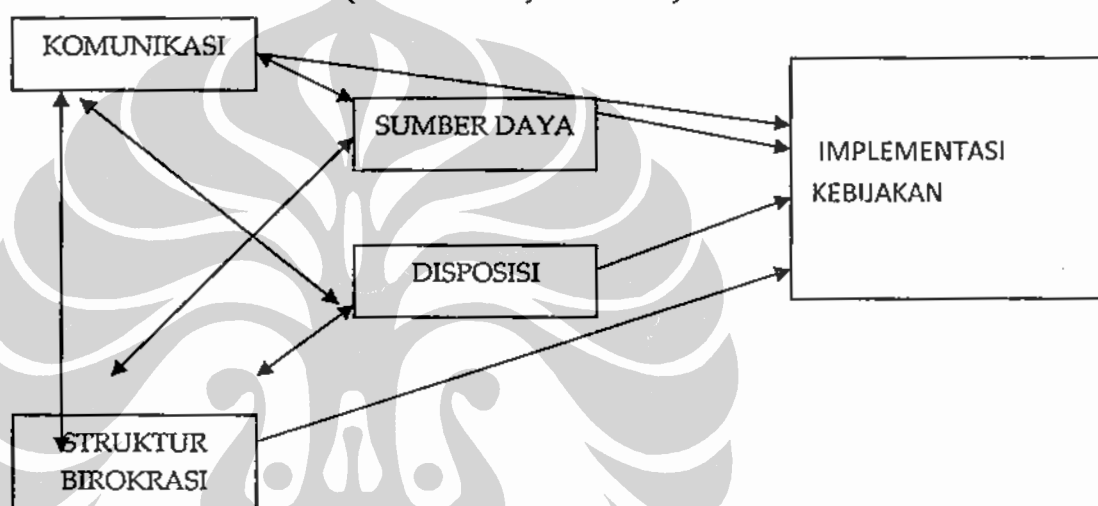 KOMUNIKASI
SUMBER DAYA
IMPLEMENTASI
KEBIJAKAN
DISPOSISI
STRUKTUR
BIROKRASI